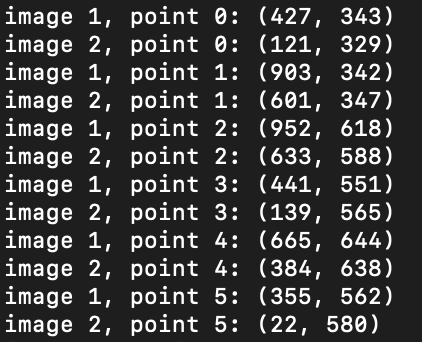 image 1, point 0: (427, 343)
image 2, point 0: (121, 329)
image 1, point 1: (903, 342)
image 2, point 1: (601, 347)
image 1, point 2: (952, 618)
image 2, point 2: (633, 588)
image 1, point 3: (441, 551)
image 2, point 3: (139, 565)
image 1, point 4: (665, 644)
image 2, point 4: (384, 638)
image 1, point 5: (355, 562)
image 2, point 5: (22, 580)